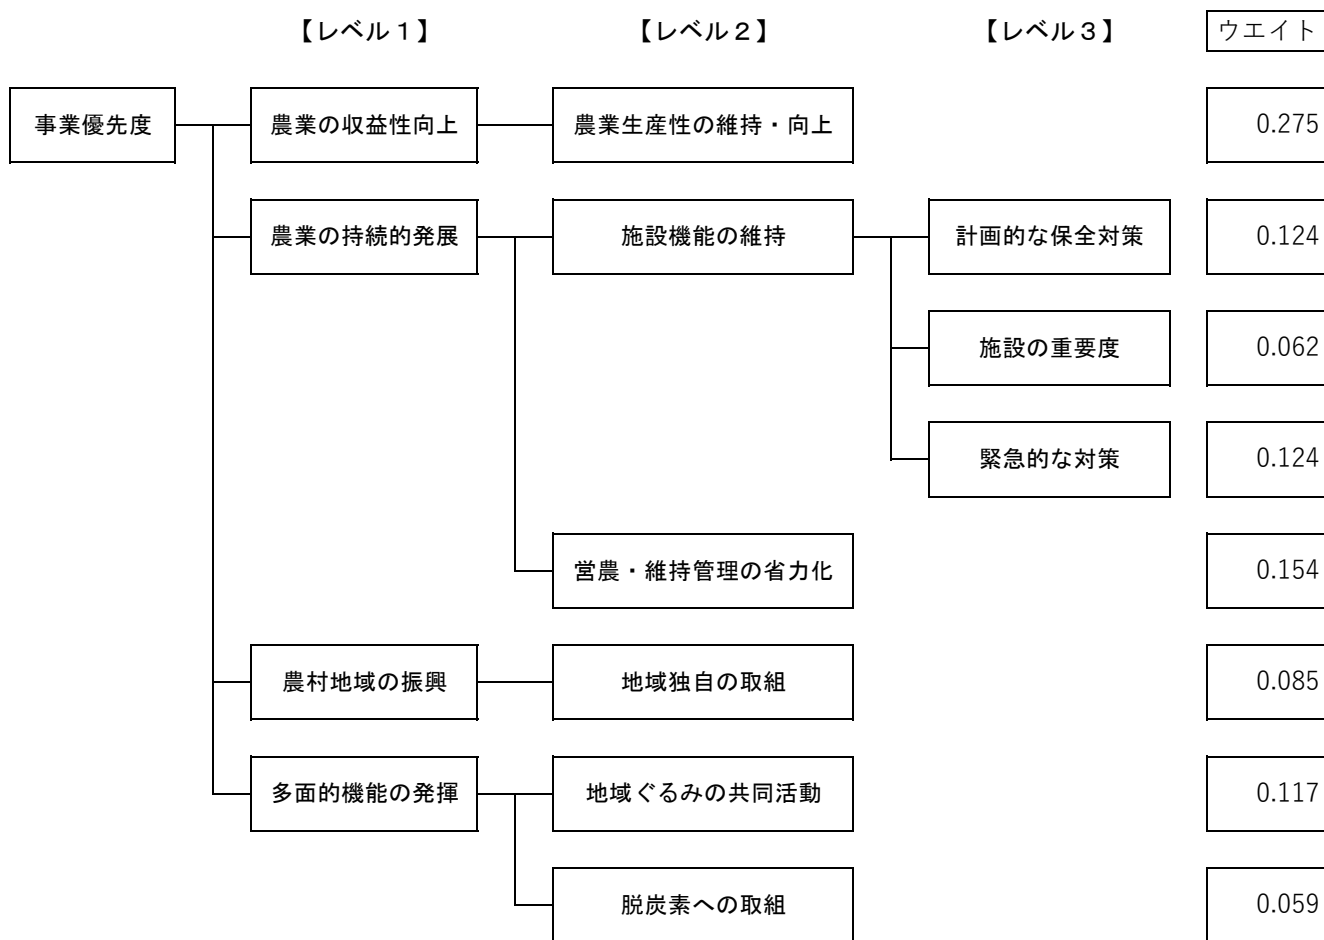 【レベル１】 【レベル２】 【レベル３】 ウエイト
事業優先度 農業の収益性向上 農業生産性の維持・向上 0.275
農業の持続的発展 施設機能の維持 計画的な保全対策 0.124
施設の重要度 0.062
緊急的な対策 0.124
営農・維持管理の省力化 0.154
農村地域の振興 地域独自の取組 0.085
多面的機能の発揮 地域ぐるみの共同活動 0.117
脱炭素への取組 0.059